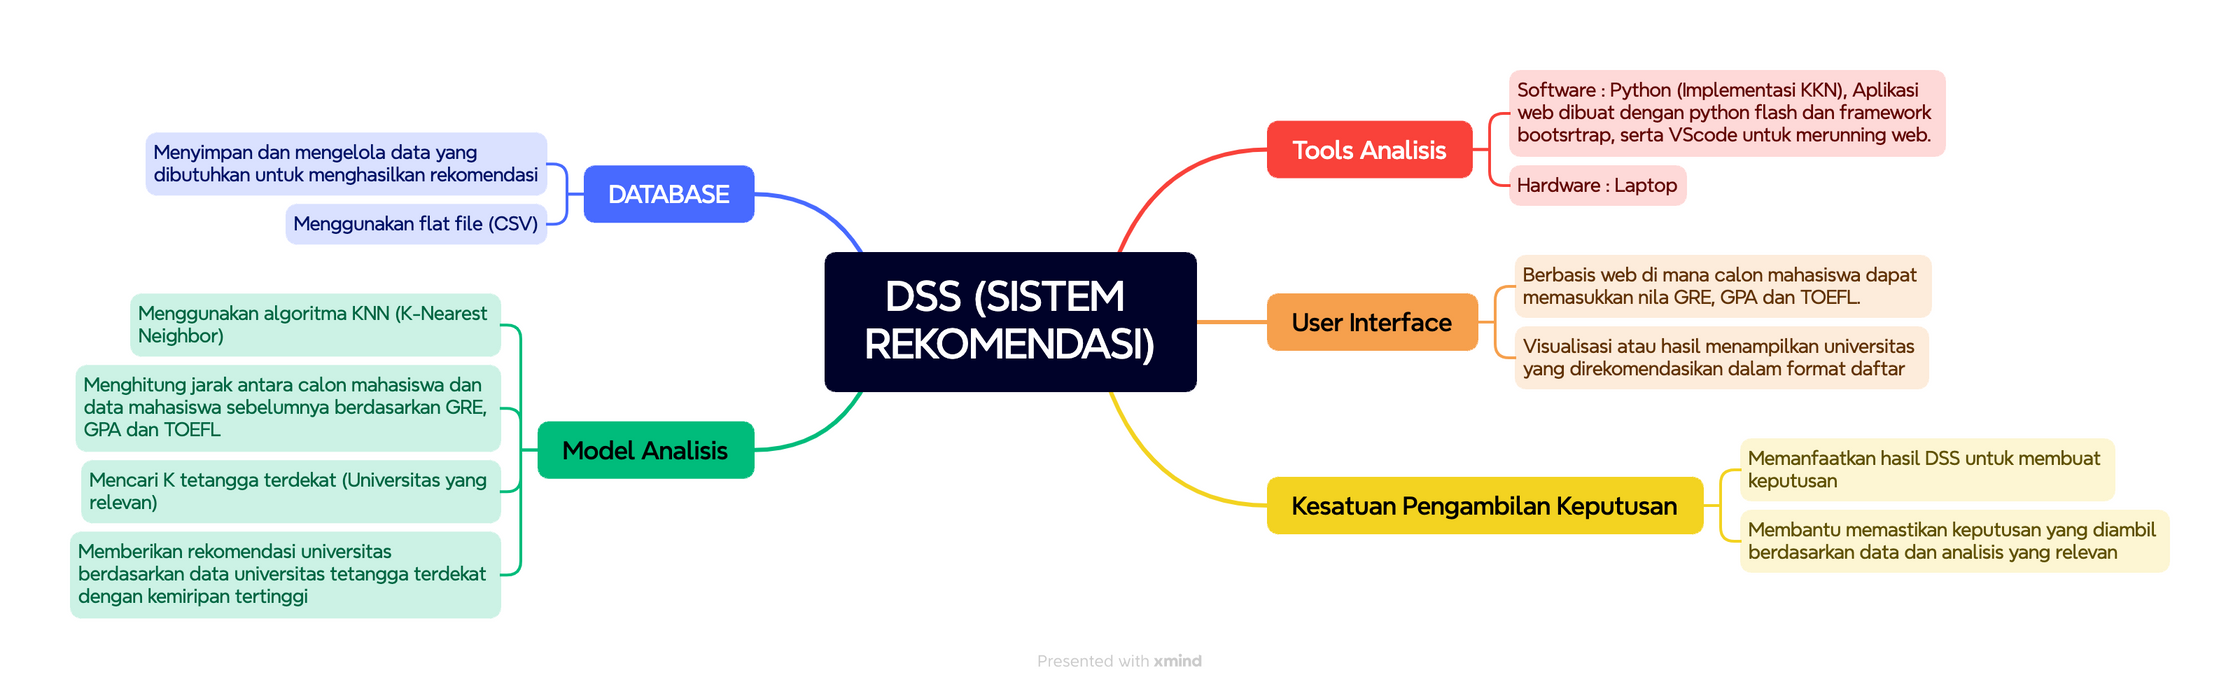 DSS (SISTEM
REKOMENDASI)
DATABASE
Menyimpan dan mengelola data yang
dibutuhkan untuk menghasilkan rekomendasi
Menggunakan flat file (CSV)
Model Analisis
Menggunakan algoritma KNN (K-Nearest
Neighbor)
Menghitung jarak antara calon mahasiswa dan
data mahasiswa sebelumnya berdasarkan GRE,
GPA dan TOEFL
Mencari K tetangga terdekat (Universitas yang
relevan)
Memberikan rekomendasi universitas
berdasarkan data universitas tetangga terdekat
dengan kemiripan tertinggi
Tools Analisis
Software : Python (Implementasi KKN), Aplikasi
web dibuat dengan python flash dan framework
bootsrtrap, serta VScode untuk merunning web.
Hardware : Laptop
User Interface
Berbasis web di mana calon mahasiswa dapat
memasukkan nila GRE, GPA dan TOEFL.
Visualisasi atau hasil menampilkan universitas
yang direkomendasikan dalam format daftar
Kesatuan Pengambilan Keputusan
Memanfaatkan hasil DSS untuk membuat
keputusan
Membantu memastikan keputusan yang diambil
berdasarkan data dan analisis yang relevan
Presented with xmind